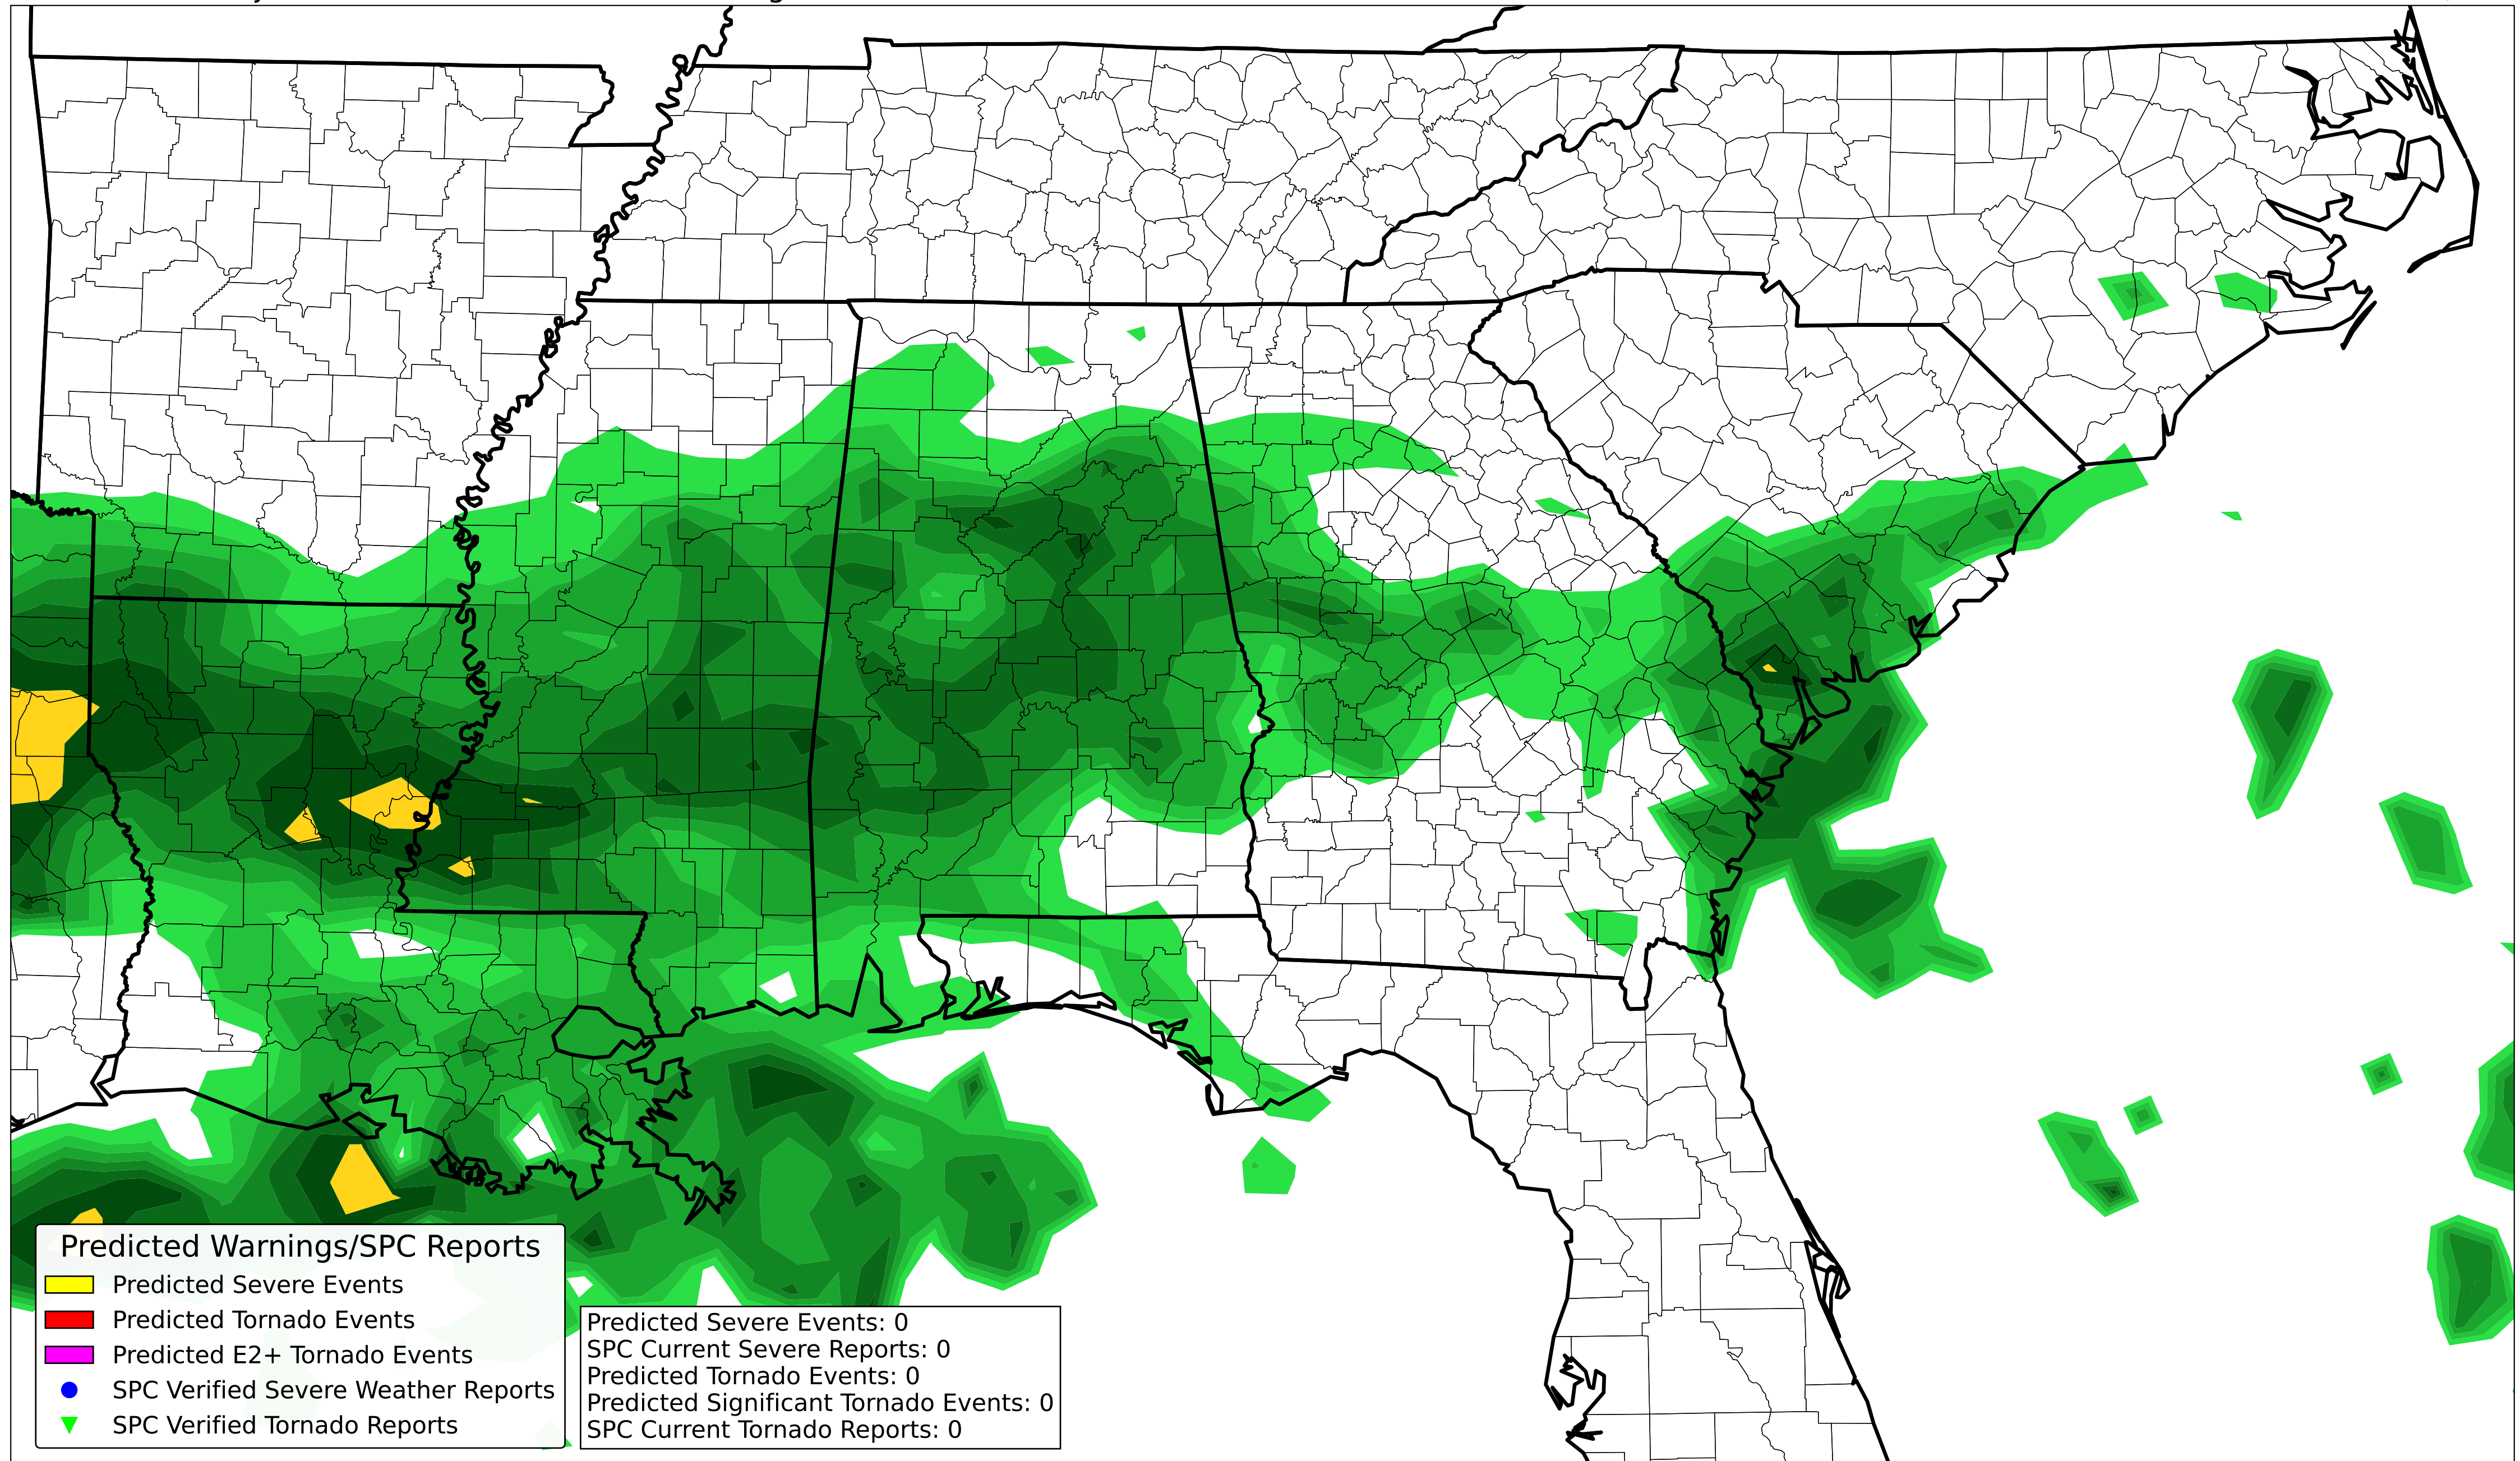 Predicted Warnings/SPC Reports
Predicted Severe Events
Predicted Tornado Events
Predicted E2+ Tornado Events
SPC Verified Severe Weather Reports
SPC Verified Tornado Reports
Predicted Severe Events: 0
SPC Current Severe Reports: 0
Predicted Tornado Events: 0
Predicted Significant Tornado Events: 0
SPC Current Tornado Reports: 0